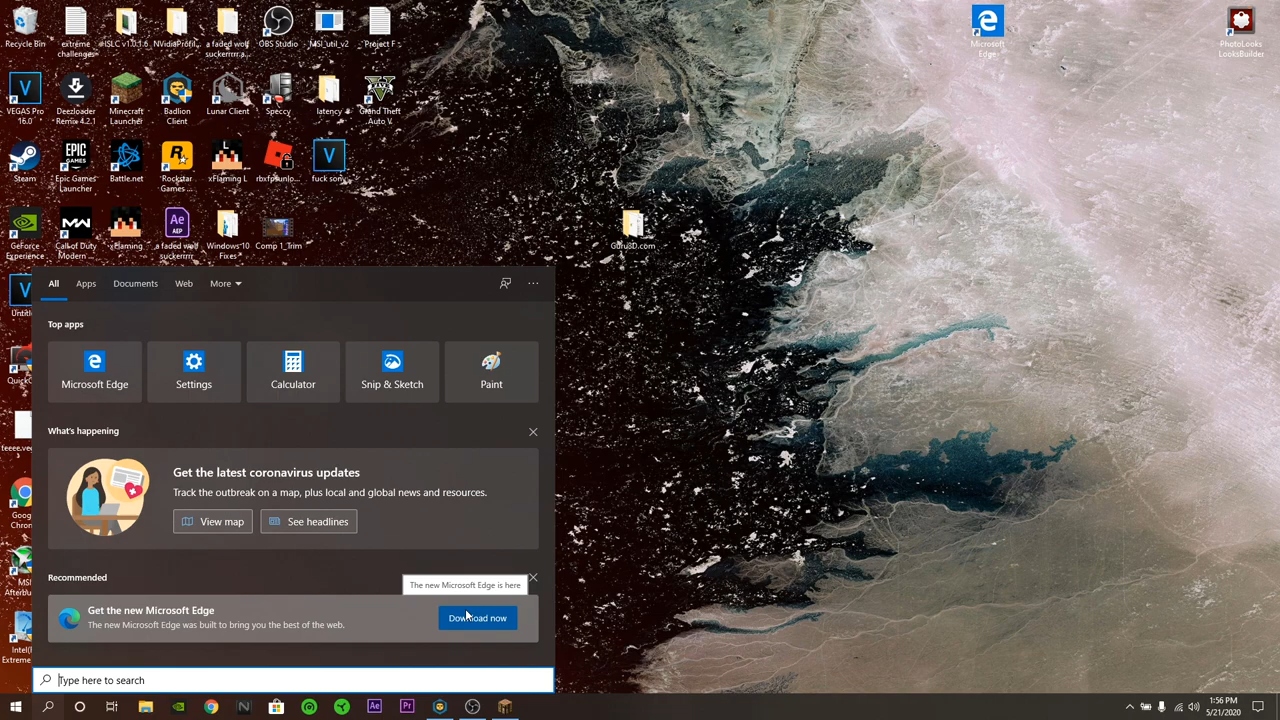 Recycle Bin
extreme
challenges
ISLC v1.0.1.6
NVidiaProfil...
a faded wolf
suckerrrrr.a...
OBS Studio
MSI_util_v2
Project F
Microsoft
Edge
PhotoLooks
LooksBuilder
VEGAS Pro
16.0
Deezloader
Remix 4.2.1
Minecraft
Launcher
Badlion
Client
Lunar Client
Speccy
latency
Grand Theft
Auto V
Steam
Epic Games
Launcher
Battle.net
Rockstar
Games ...
xFlaming L
rbxfpsunlo...
fuck sony
GeForce
Experience
Call of Duty
Modern ...
xFlaming
a faded wolf
suckerrrr
Windows 10
Fixes
Comp 1_Trim
Guru3D.com
All
Apps
Documents
Web
More
Top apps
Microsoft Edge
Settings
Calculator
Snip & Sketch
Paint
What's happening
Get the latest coronavirus updates
Track the outbreak on a map, plus local and global news and resources.
View map
See headlines
Recommended
The new Microsoft Edge is here
Get the new Microsoft Edge
The new Microsoft Edge was built to bring you the best of the web.
Download now
Type here to search
1:56 PM
5/21/2020